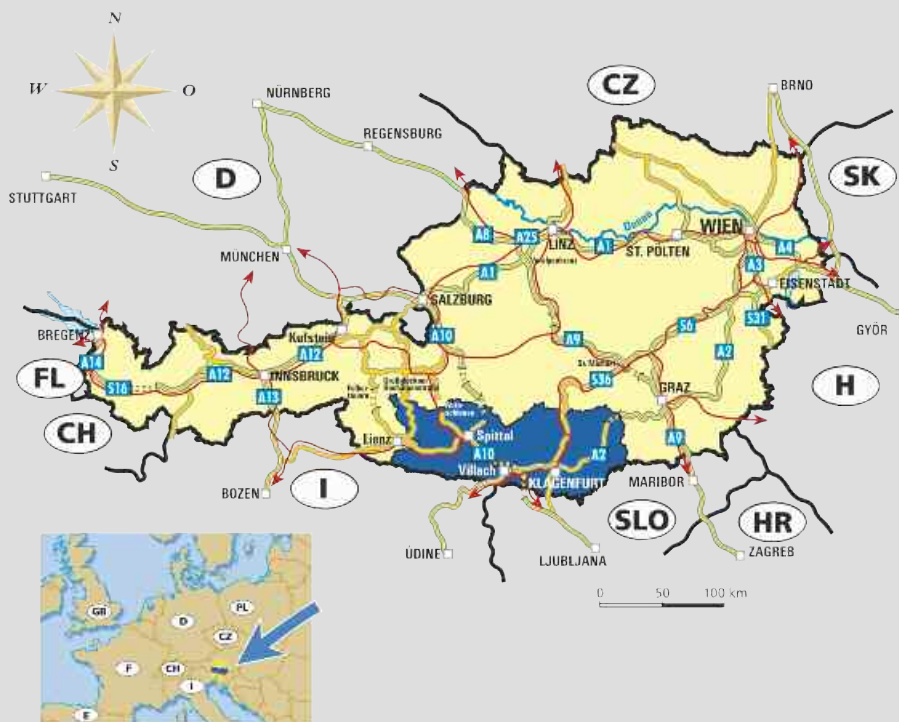 N
W
O
S
CZ
BRNO
NÜRNBERG
REGENSBURG
D
SK
STUTTGART
MÜNCHEN
A8
A25
LINZ
A1
Donau
ST. PÖLTEN
WIEN
A4
A3
EISENSTADT
A1
SALZBURG
A10
BREGENZ
A14
FL
S16
A12
Kufstein
A12
INNSBRUCK
A13
CH
A9
S6
S31
A2
S36
GYÖR
GRAZ
H
Lienz
Spittal
A10
Villach
KLAGENFURT
A2
A9
MARIBOR
BOZEN
I
SLO
HR
UDINE
LJUBLJANA
ZAGREB
0 50 100 km
GB
PL
D
CZ
F
CH
I
E